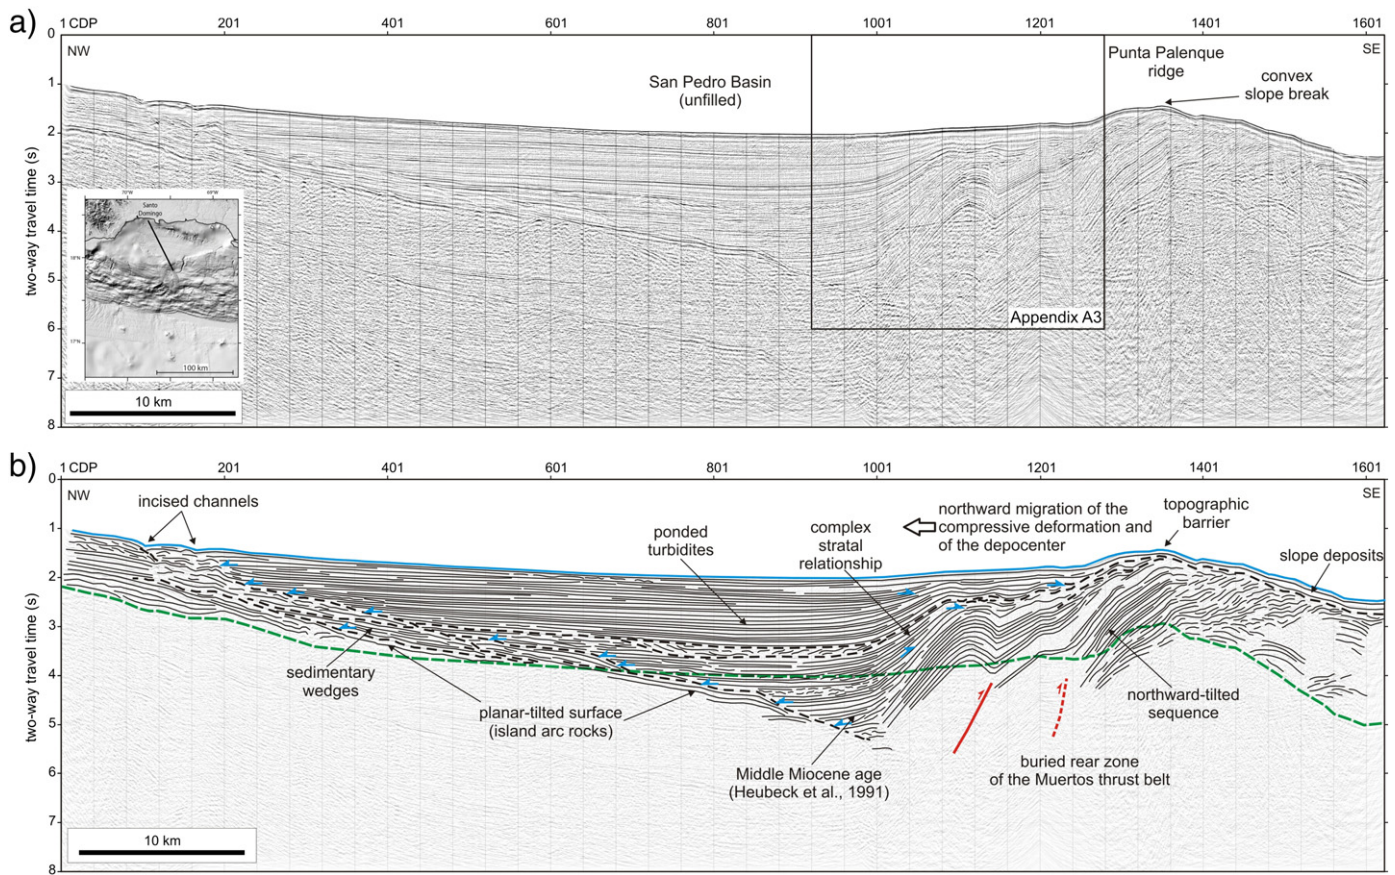 a)
1 CDP 201 401 601 801 1001 1201 1401 1601
0
NW
SE
1
2
3
4
5
6
7
8
two-way travel time (s)
San Pedro Basin
(unfilled)
Punta Palenque
ridge
convex
slope break
Appendix A3
70°W 69°W
Santo
Domingo
18°N
17°N
100 km
10 km
b)
1 CDP 201 401 601 801 1001 1201 1401 1601
0
NW
SE
1
2
3
4
5
6
7
8
two-way travel time (s)
incised channels
ponded
turbidites
complex
stratal
relationship
northward migration of the
compressive deformation and
of the depocenter
topographic
barrier
slope deposits
sedimentary
wedges
planar-tilted surface
(island arc rocks)
northward-tilted
sequence
Middle Miocene age
(Heubeck et al., 1991)
buried rear zone
of the Muertos thrust belt
10 km